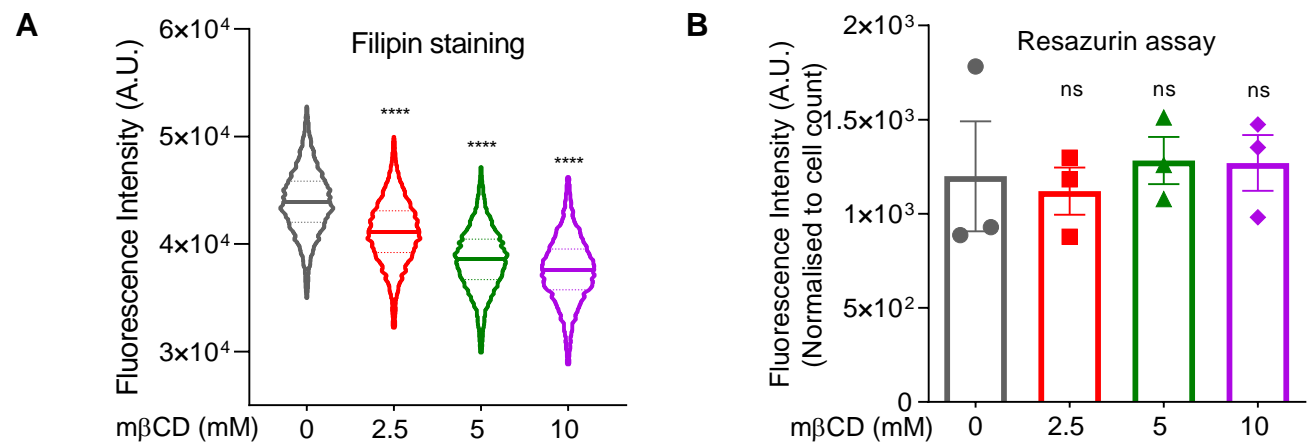 A
Filipin staining
Fluorescence Intensity (A.U.)
6×10⁴
5×10⁴
4×10⁴
3×10⁴
****
****
****
mβCD (mM)
0 2.5 5 10
B
Resazurin assay
Fluorescence Intensity (A.U.)
(Normalised to cell count)
2×10³
1.5×10³
1×10³
5×10²
0
ns ns ns
mβCD (mM)
0 2.5 5 10